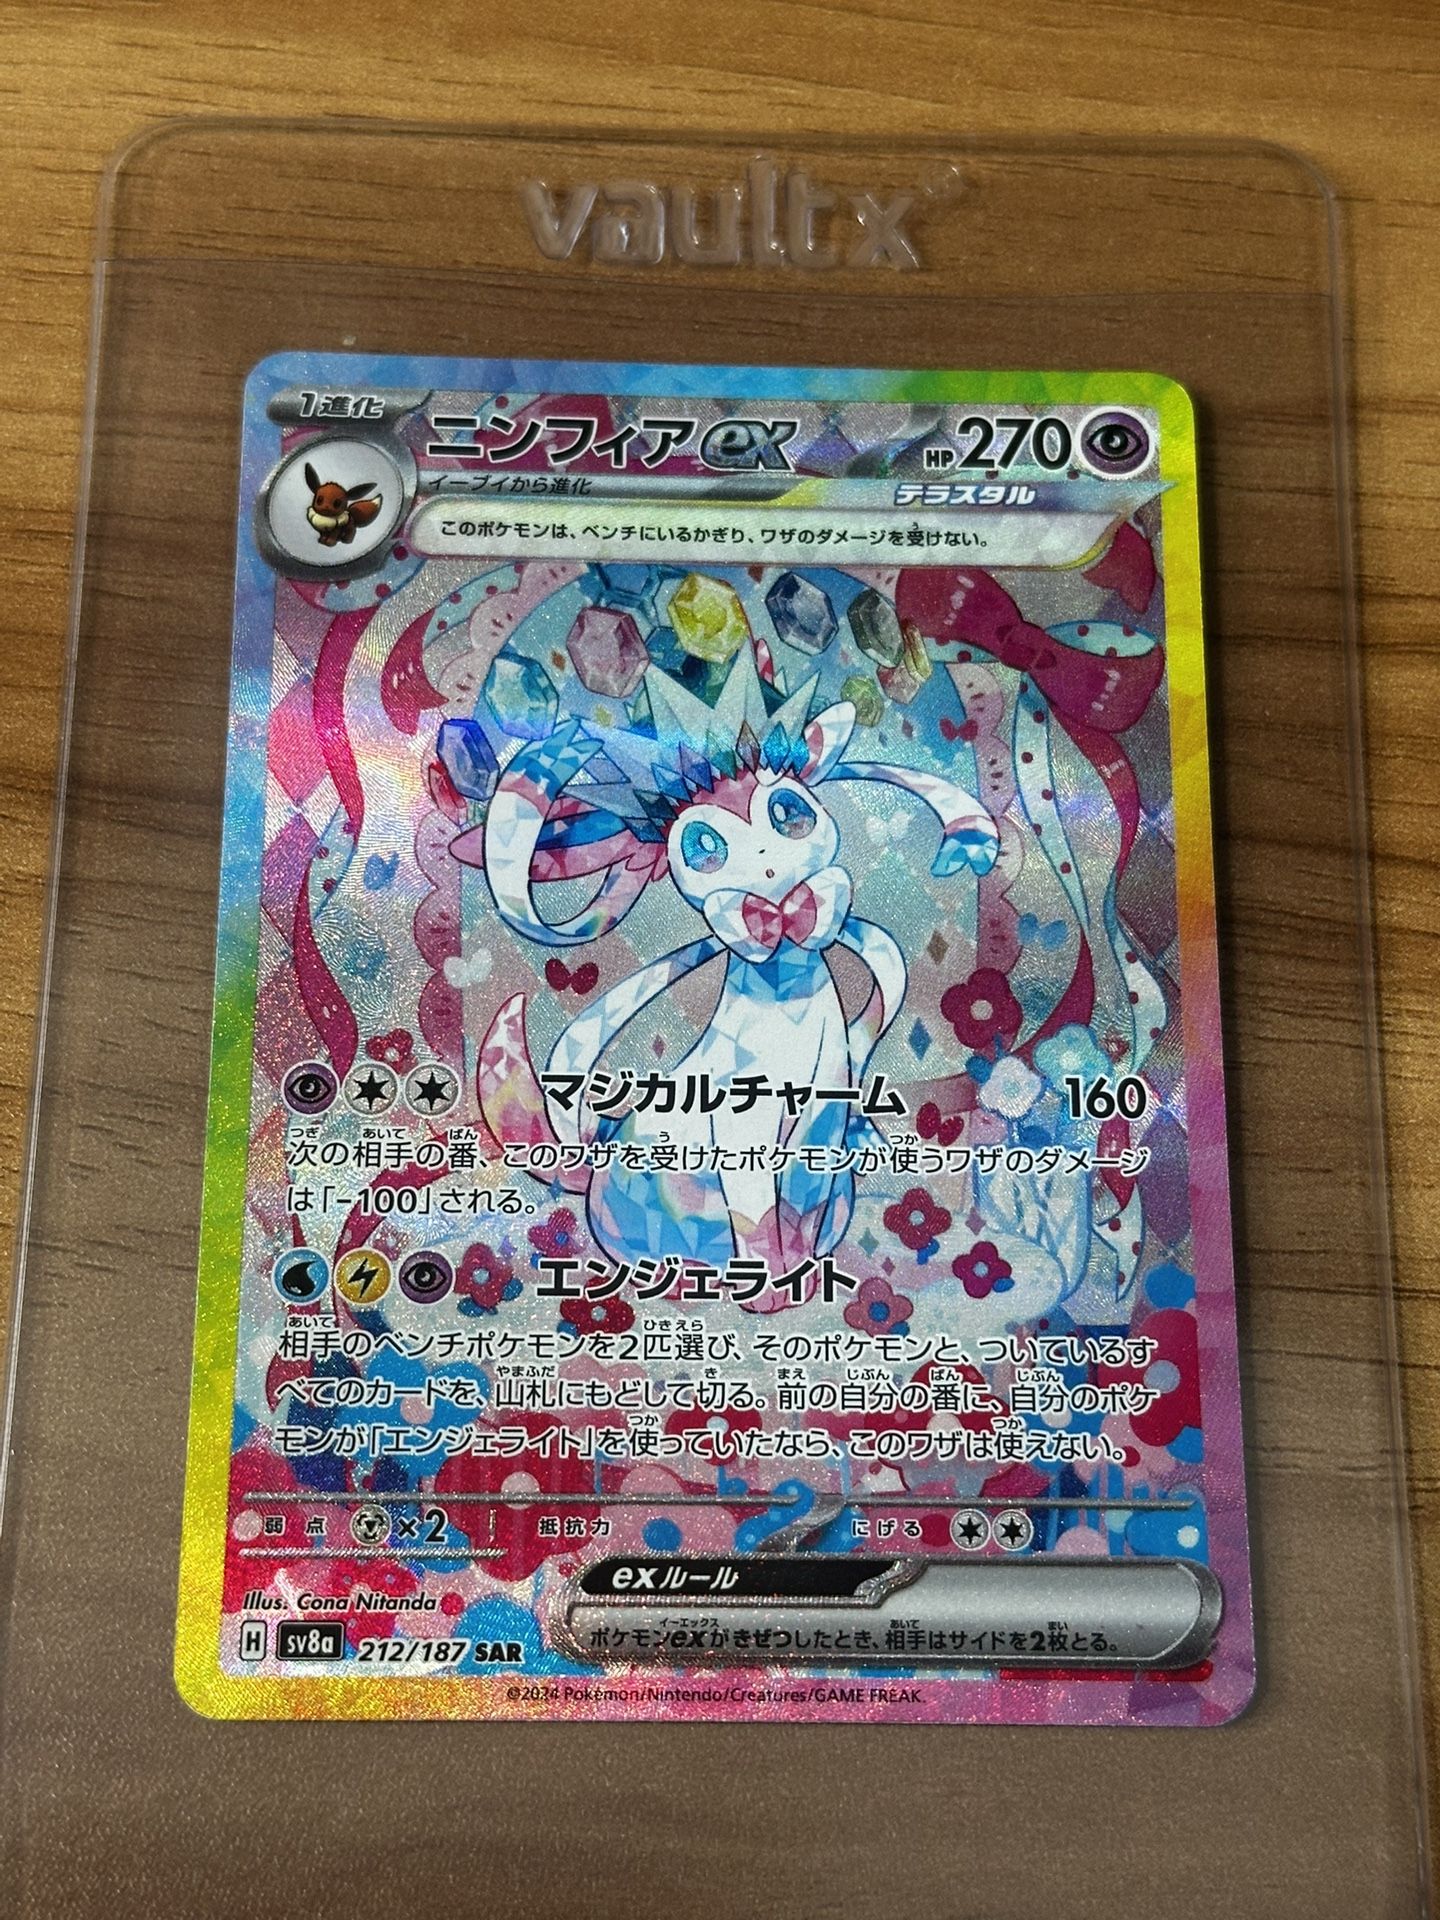 vaultx
1進化
ニンフィアex
HP 270
イーブイから進化
テラスタル
このポケモンは、ベンチにいるかぎり、ワザのダメージを受けない。
マジカルチャーム 160
次の相手の番、このワザを受けたポケモンが使うワザのダメージ
は「-100」される。
エンジェライト
相手のベンチポケモンを2匹選び、そのポケモンと、ついているす
べてのカードを、山札にもどして切る。前の自分の番に、自分のポケ
モンが「エンジェライト」を使っていたなら、このワザは使えない。
弱点 ×2 抵抗力 にげる
exルール
ポケモンexがきぜつしたとき、相手はサイドを2枚とる。
Illus. Cona Nitanda
H sv8a 212/187 SAR
©2024 Pokémon/Nintendo/Creatures/GAME FREAK.